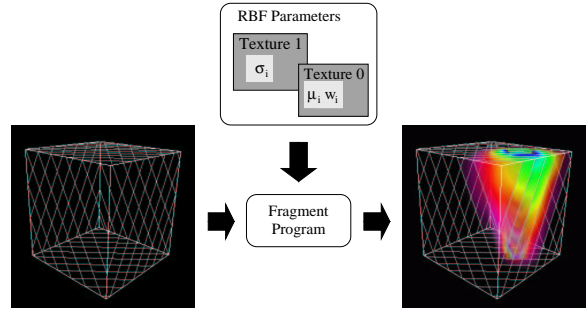 RBF Parameters
Texture 1
σi
Texture 0
μi wi
Fragment
Program